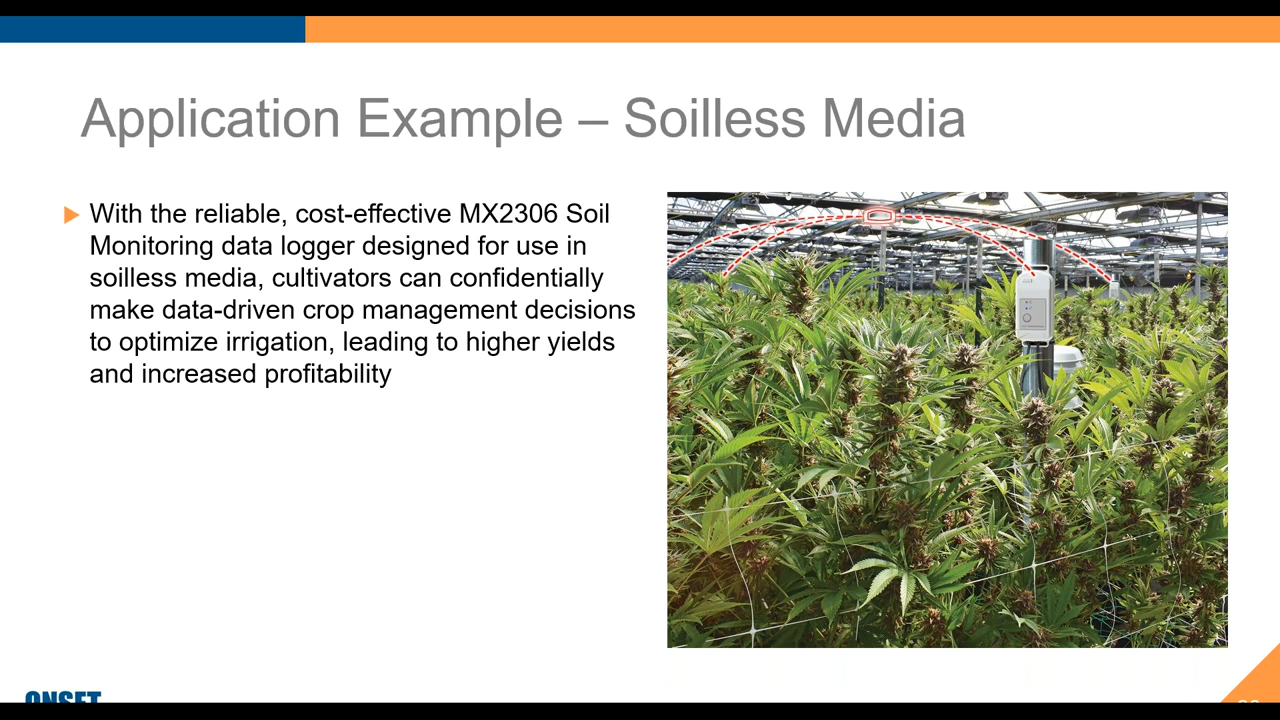 Application Example – Soilless Media
With the reliable, cost-effective MX2306 Soil
Monitoring data logger designed for use in
soilless media, cultivators can confidentially
make data-driven crop management decisions
to optimize irrigation, leading to higher yields
and increased profitability
ONSET